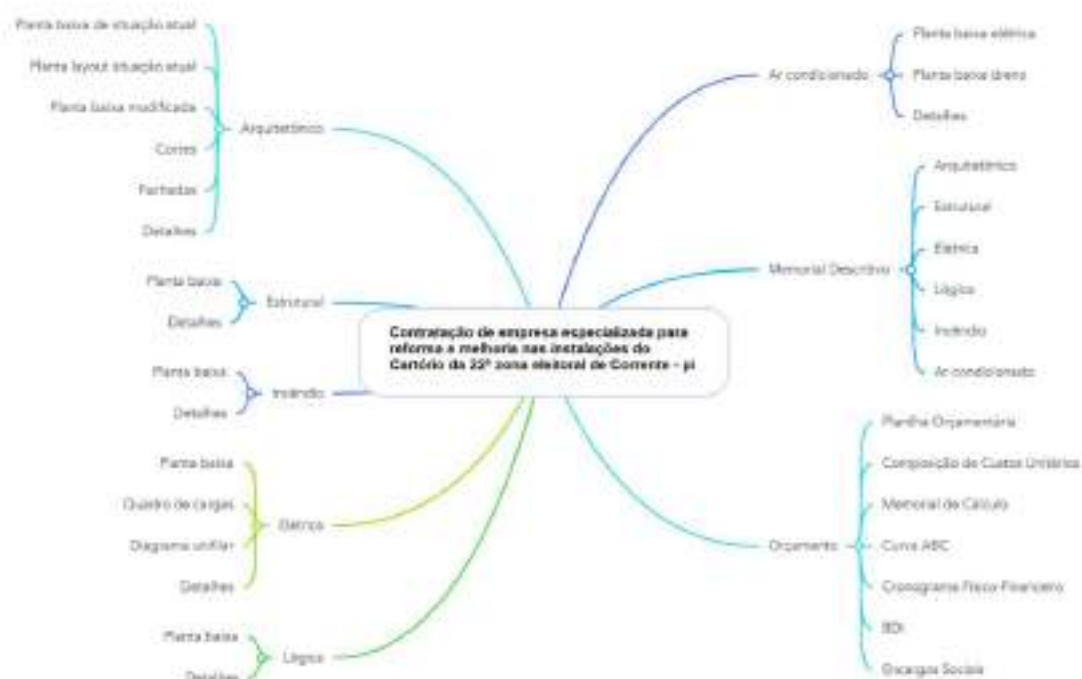 Planta baixa de situação atual
Planta layout situação atual
Planta baixa modificada
Cortes
Fachadas
Detalhes
Arquitetônico
Planta baixa
Detalhes
Estrutural
Planta baixa
Detalhes
Incêndio
Planta baixa
Quadro de cargas
Diagrama unifilar
Detalhes
Elétrica
Planta baixa
Detalhes
Lógica
Contratação de empresa especializada para
reforma e melhoria nas instalações do
Cartório da 22ª zona eleitoral de Corrente - pi
Ar condicionado
Planta baixa elétrica
Planta baixa dreno
Detalhes
Memorial Descritivo
Arquitetônico
Estrutural
Elétrica
Lógica
Incêndio
Ar condicionado
Orçamento
Planilha Orçamentária
Composição de Custos Unitários
Memorial de Cálculo
Curva ABC
Cronograma Físico-Financeiro
BDI
Encargos Sociais